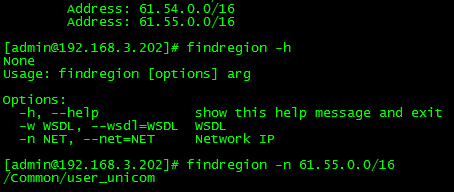 Address: 61.54.0.0/16
Address: 61.55.0.0/16
[admin@192.168.3.202]# findregion -h
None
Usage: findregion [options] arg
Options:
-h, --help show this help message and exit
-w WSDL, --wsdl=WSDL WSDL
-n NET, --net=NET Network IP
[admin@192.168.3.202]# findregion -n 61.55.0.0/16
/Common/user_unicom